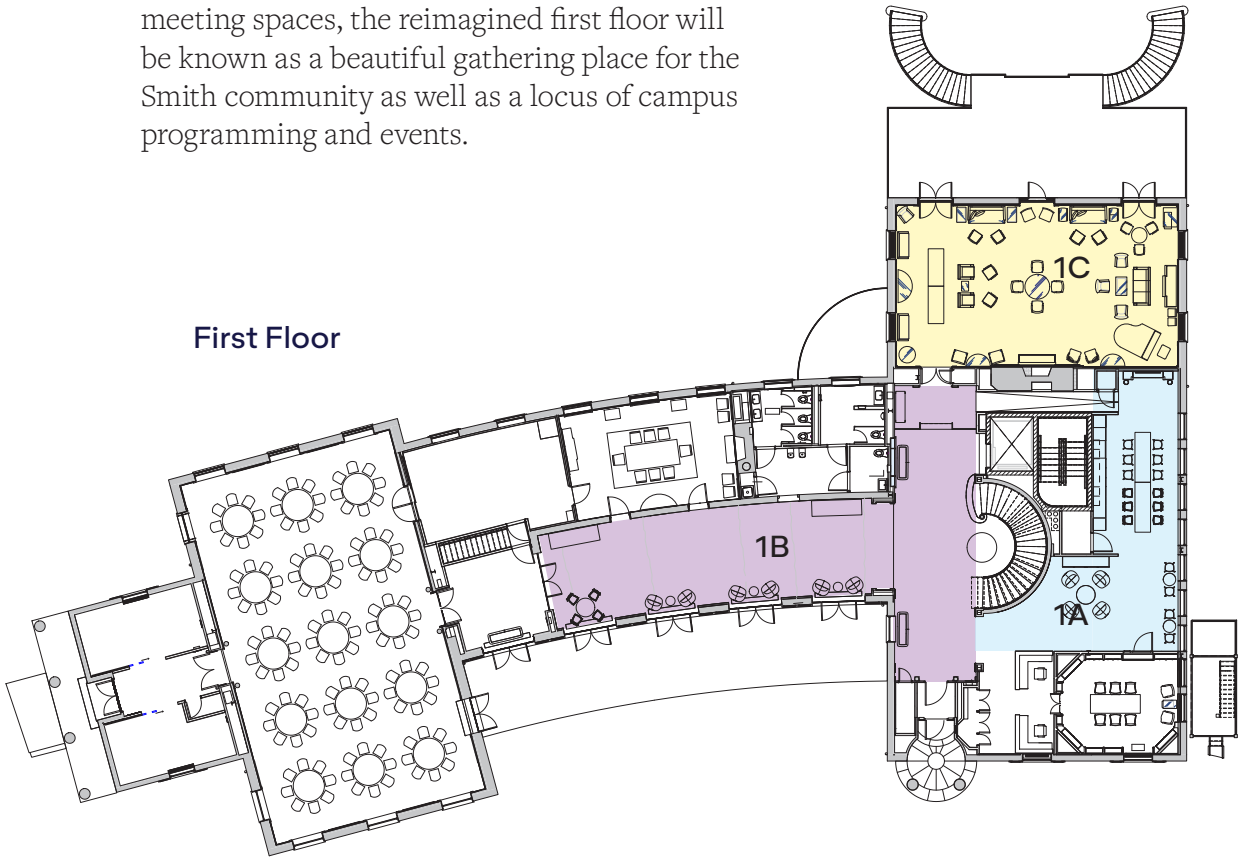 meeting spaces, the reimagined first floor will
be known as a beautiful gathering place for the
Smith community as well as a locus of campus
programming and events.
First Floor
1C
1B
1A